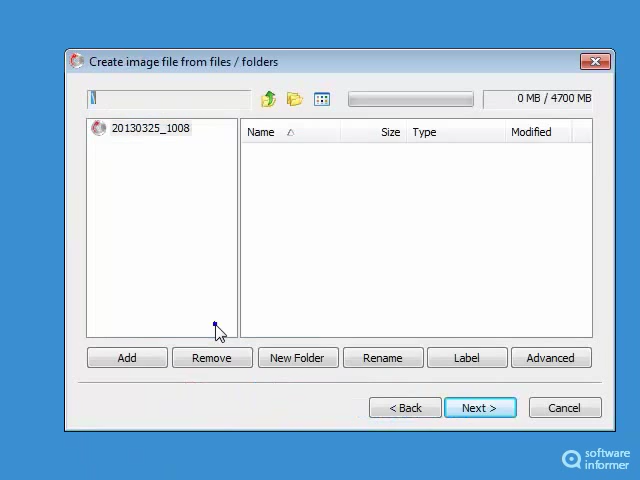 Create image file from files / folders
\
0 MB / 4700 MB
20130325_1008
Name Size Type Modified
Add Remove New Folder Rename Label Advanced
< Back Next > Cancel
software
informer